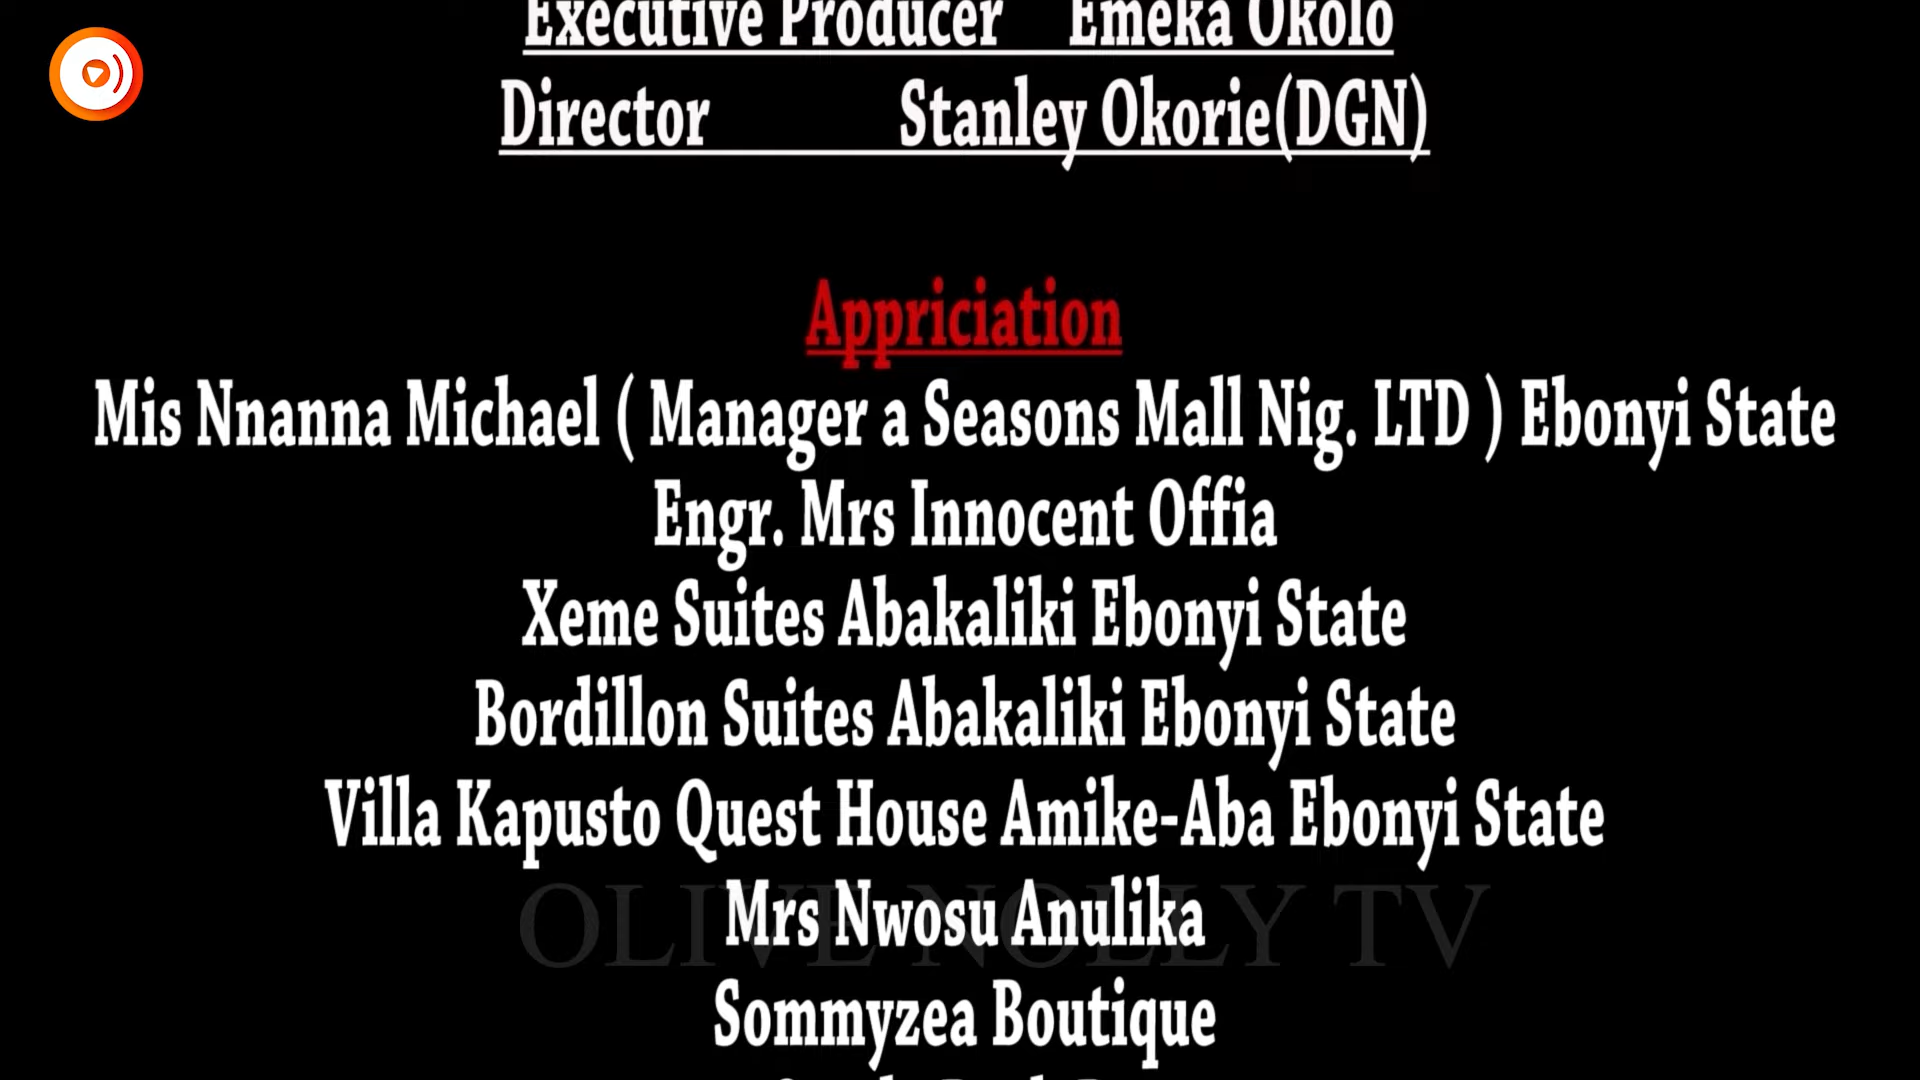 Executive Producer Emeka Okolo
Director Stanley Okorie(DGN)
Appriciation
Mis Nnanna Michael ( Manager a Seasons Mall Nig. LTD ) Ebonyi State
Engr. Mrs Innocent Offia
Xeme Suites Abakaliki Ebonyi State
Bordillon Suites Abakaliki Ebonyi State
Villa Kapusto Quest House Amike-Aba Ebonyi State
OLIVE NOLLY TV
Mrs Nwosu Anulika
Sommyzea Boutique